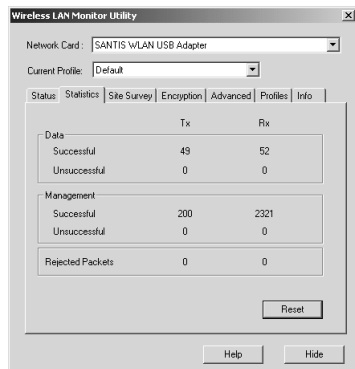 Wireless LAN Monitor Utility
Network Card : SANTIS WLAN USB Adapter
Current Profile: Default
Status Statistics Site Survey Encryption Advanced Profiles Info
Tx Rx
Data
Successful 49 52
Unsuccessful 0 0
Management
Successful 200 2321
Unsuccessful 0 0
Rejected Packets 0 0
Reset
Help Hide